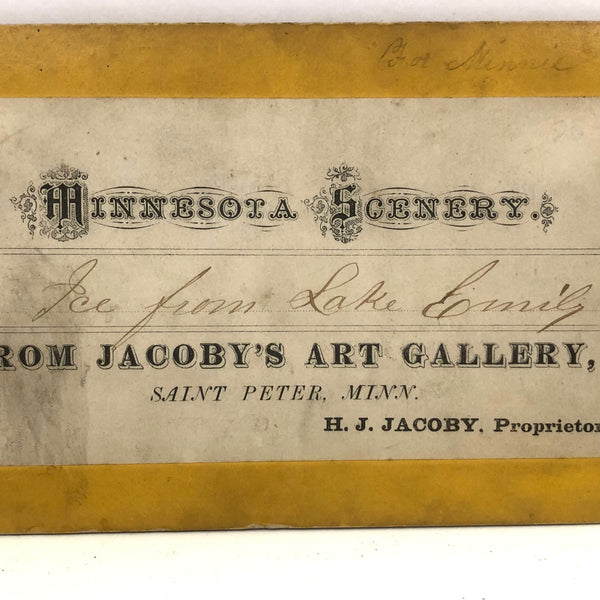 For Minnie
Minnesota Scenery.
Ice from Lake Emily
ROM JACOBY'S ART GALLERY,
SAINT PETER, MINN.
H. J. JACOBY, Proprietor